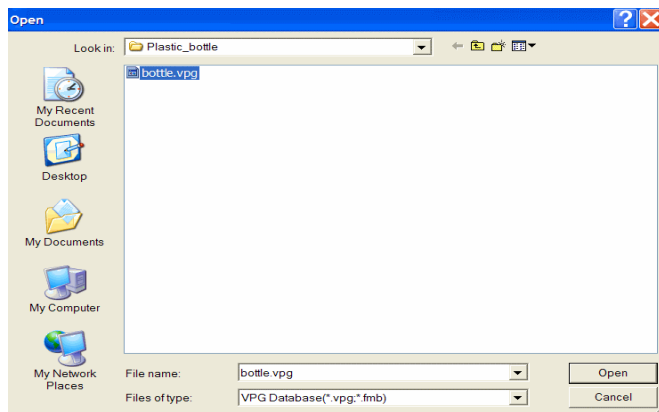 Open
Look in:
Plastic_bottle
bottle.vpg
My Recent
Documents
Desktop
My Documents
My Computer
My Network
Places
File name:
bottle.vpg
Open
Files of type:
VPG Database(*.vpg;*.fmb)
Cancel